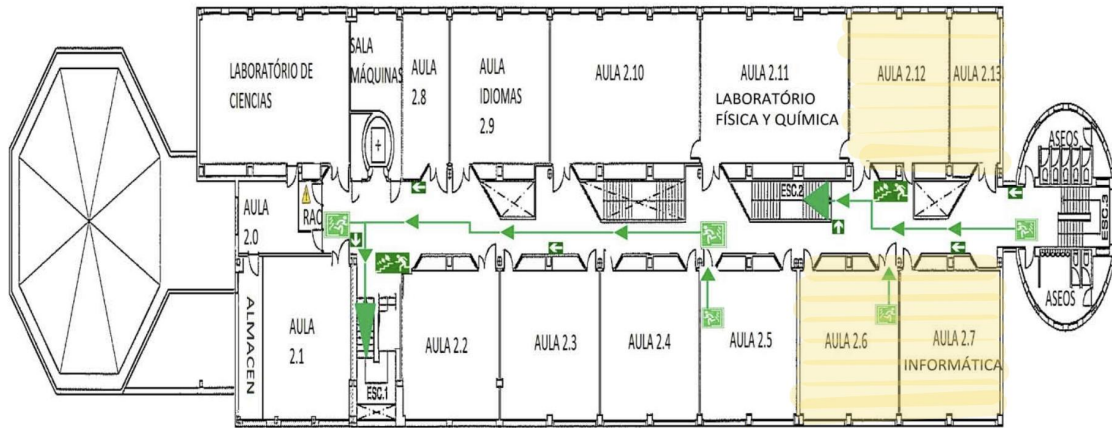 LABORATÓRIO DE
CIENCIAS
SALA
MÁQUINAS
AULA
2.8
AULA
IDIOMAS
2.9
AULA 2.10
AULA 2.11
LABORATÓRIO
FÍSICA Y QUÍMICA
AULA 2.12
AULA 2.13
ASEOS
ESC.2
ESC.3
RAC
AULA
2.0
ALMACEN
AULA
2.1
ESC.1
AULA 2.2
AULA 2.3
AULA 2.4
AULA 2.5
AULA 2.6
AULA 2.7
INFORMÁTICA
ASEOS